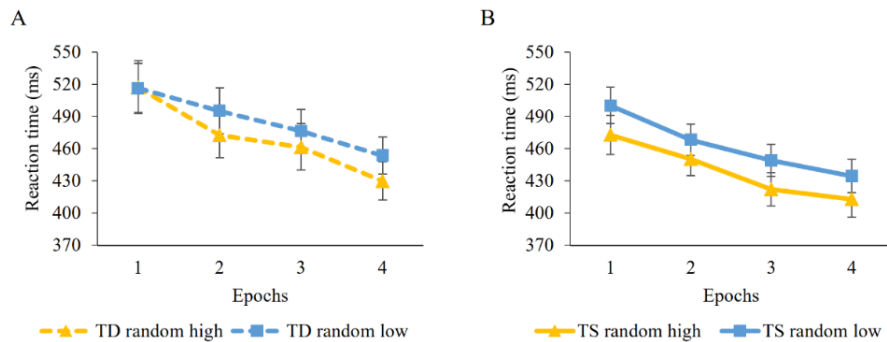 A
550
520
490
460
430
400
370
Reaction time (ms)
1 2 3 4
Epochs
TD random high TD random low
B
550
520
490
460
430
400
370
Reaction time (ms)
1 2 3 4
Epochs
TS random high TS random low